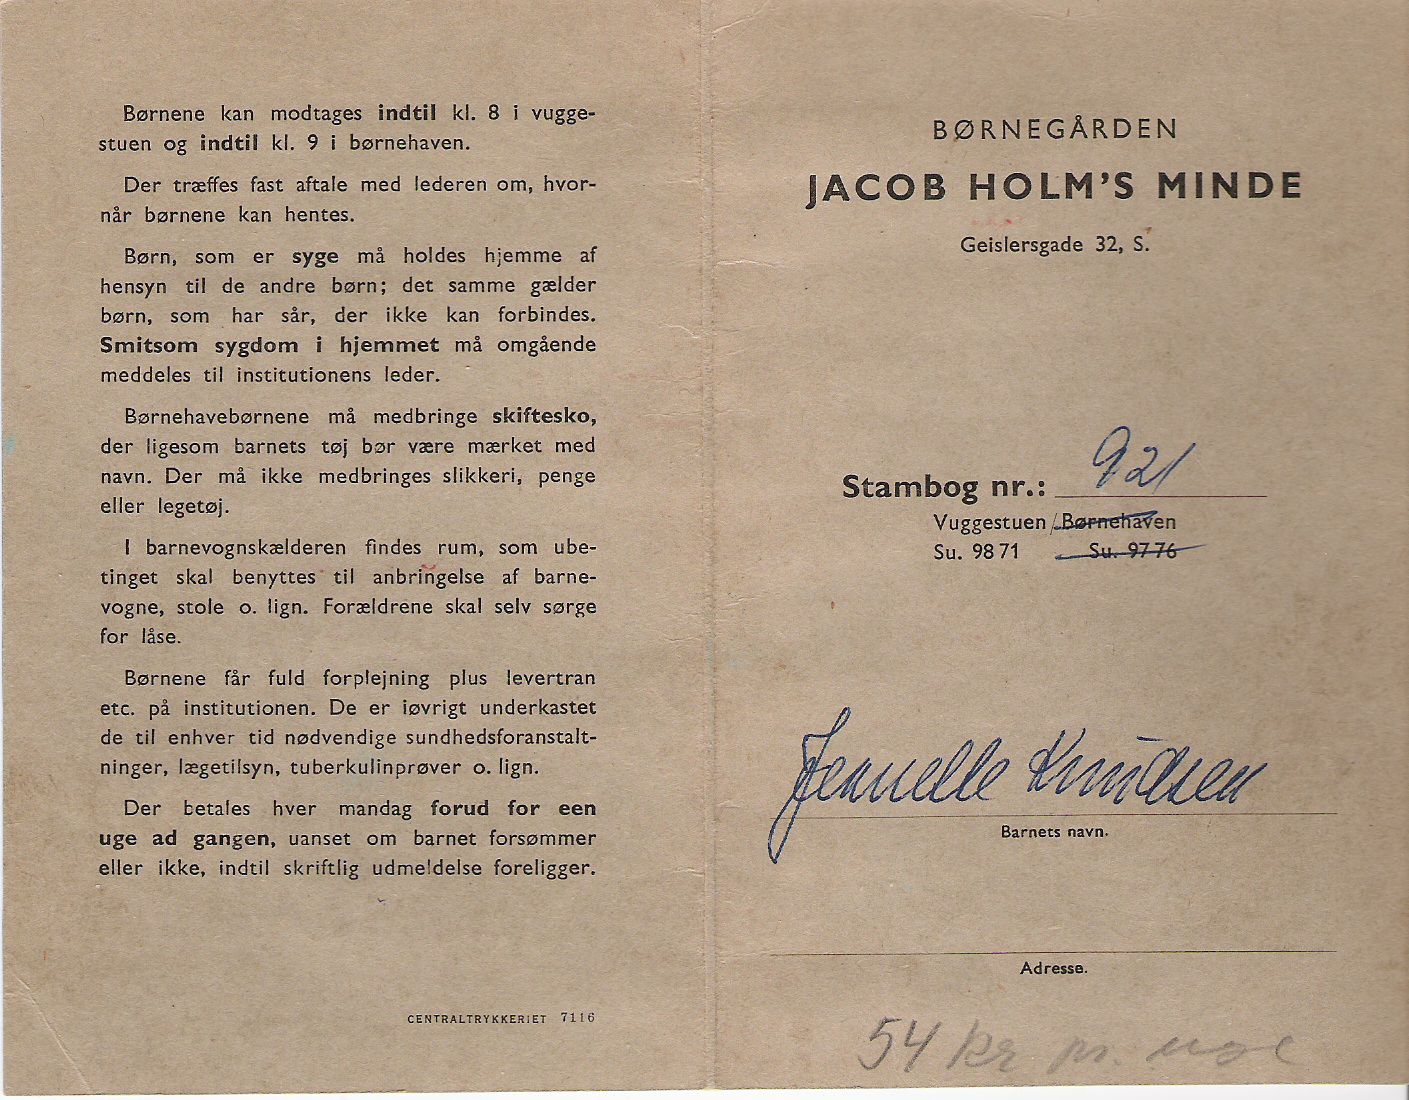 Børnene kan modtages indtil kl. 8 i vugge-
stuen og indtil kl. 9 i børnehaven.
Der træffes fast aftale med lederen om, hvor-
når børnene kan hentes.
Børn, som er syge må holdes hjemme af
hensyn til de andre børn; det samme gælder
børn, som har sår, der ikke kan forbindes.
Smitsom sygdom i hjemmet må omgående
meddeles til institutionens leder.
Børnehavebørnene må medbringe skiftesko,
der ligesom barnets tøj bør være mærket med
navn. Der må ikke medbringes slikkeri, penge
eller legetøj.
I barnevognskælderen findes rum, som ube-
tinget skal benyttes til anbringelse af barne-
vogne, stole o. lign. Forældrene skal selv sørge
for låse.
Børnene får fuld forplejning plus levertran
etc. på institutionen. De er iøvrigt underkastet
de til enhver tid nødvendige sundhedsforanstalt-
ninger, lægetilsyn, tuberkulinprøver o. lign.
Der betales hver mandag forud for een
uge ad gangen, uanset om barnet forsømmer
eller ikke, indtil skriftlig udmeldelse foreligger.
CENTRALTRYKKERIET 7116
BØRNEGÅRDEN
JACOB HOLM'S MINDE
Geislersgade 32, S.
Stambog nr.: 921
Vuggestuen / Børnehaven
Su. 98 71 Su. 97 76
Jeannette Knudsen
Barnets navn.
Adresse.
54 kr pr. uge